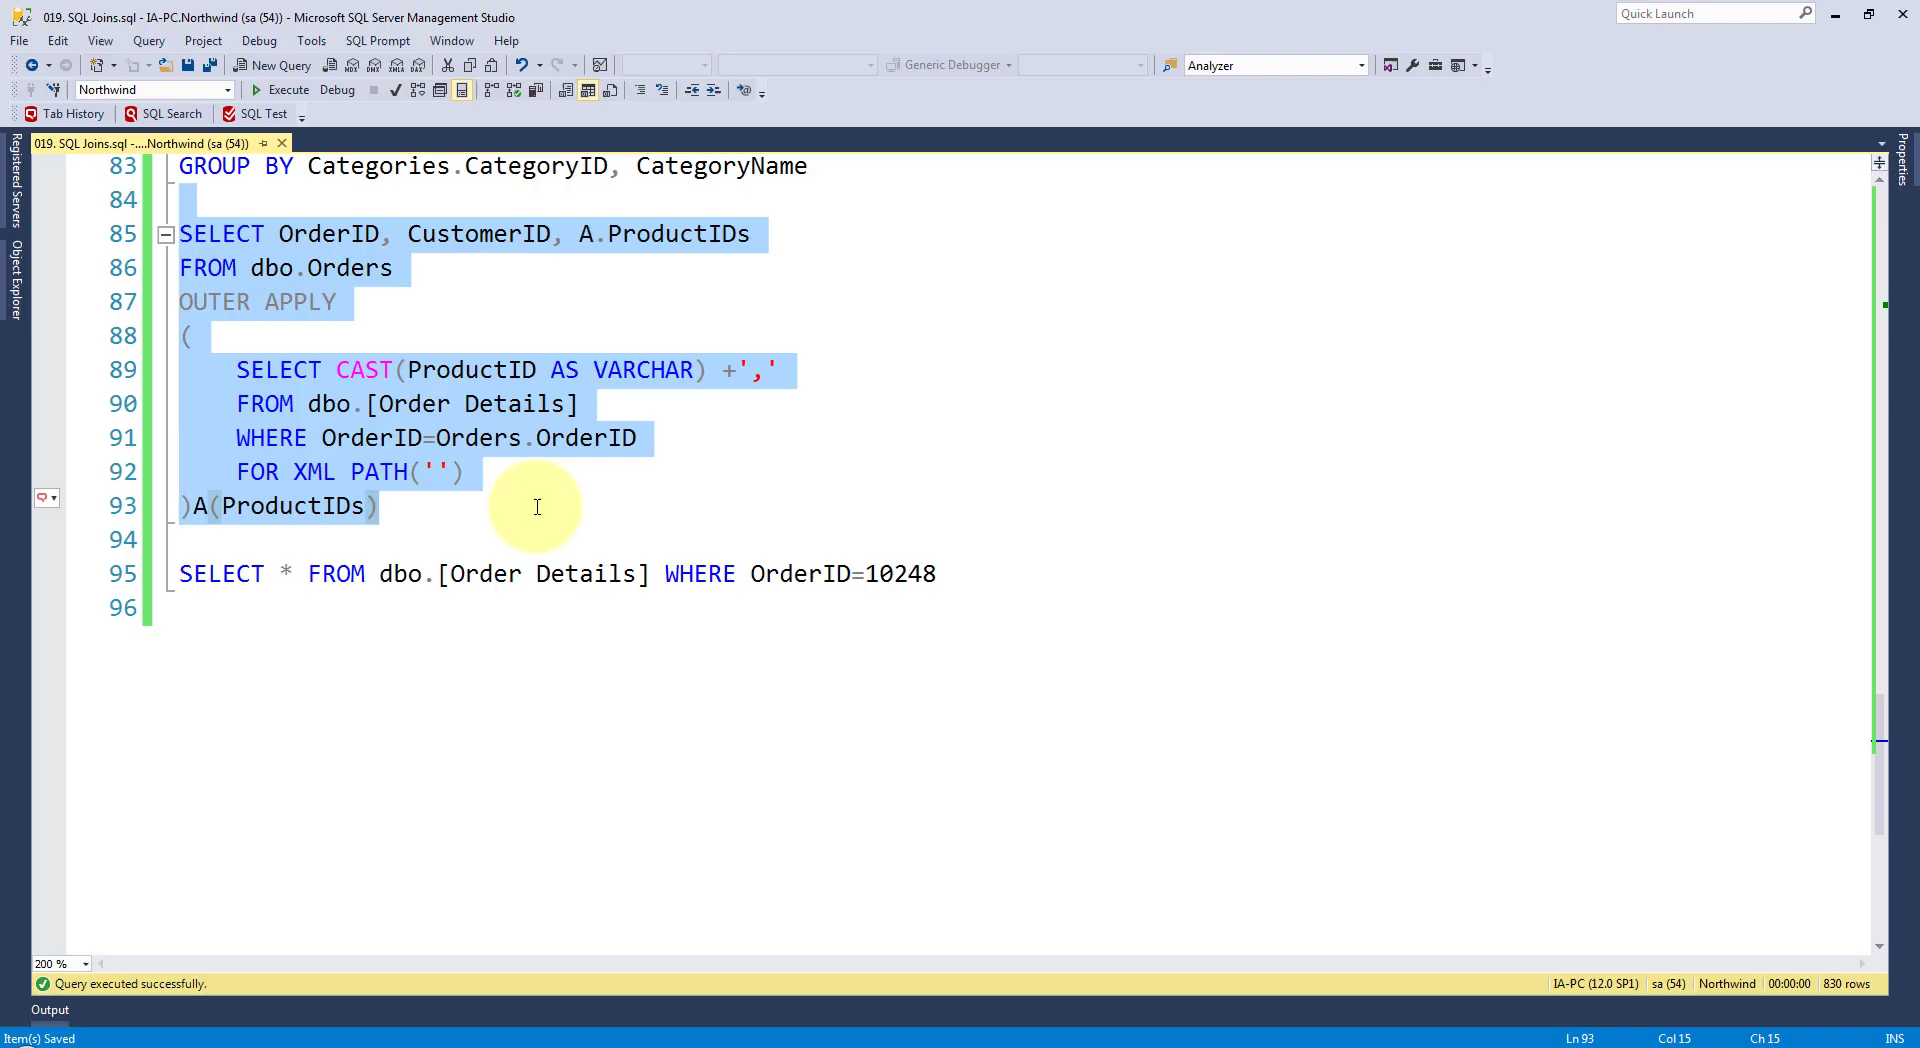 019. SQL Joins.sql - IA-PC.Northwind (sa (54)) - Microsoft SQL Server Management Studio
Quick Launch
File Edit View Query Project Debug Tools SQL Prompt Window Help
New Query MDX DMX XMLA DAX Generic Debugger Analyzer
Northwind Execute Debug
Tab History SQL Search SQL Test
019. SQL Joins.sql -....Northwind (sa (54))
Registered Servers
Object Explorer
Properties
83 GROUP BY Categories.CategoryID, CategoryName
84
85 SELECT OrderID, CustomerID, A.ProductIDs
86 FROM dbo.Orders
87 OUTER APPLY
88 (
89 SELECT CAST(ProductID AS VARCHAR) +','
90 FROM dbo.[Order Details]
91 WHERE OrderID=Orders.OrderID
92 FOR XML PATH('')
93 )A(ProductIDs)
94
95 SELECT * FROM dbo.[Order Details] WHERE OrderID=10248
96
200 %
Query executed successfully. IA-PC (12.0 SP1) sa (54) Northwind 00:00:00 830 rows
Output
Item(s) Saved Ln 93 Col 15 Ch 15 INS